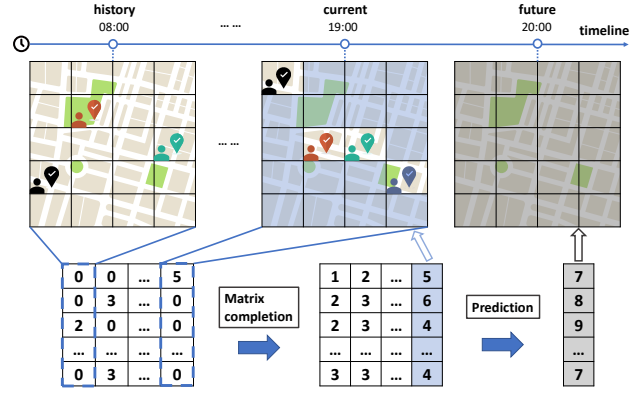 history
current
future
08:00
... ...
19:00
20:00
timeline
... ...
0 0 ... 5
0 3 ... 0
2 0 ... 0
... ... ... ...
0 3 ... 0
Matrix
completion
1 2 ... 5
2 3 ... 6
2 3 ... 4
... ... ... ...
3 3 ... 4
Prediction
7
8
9
...
7